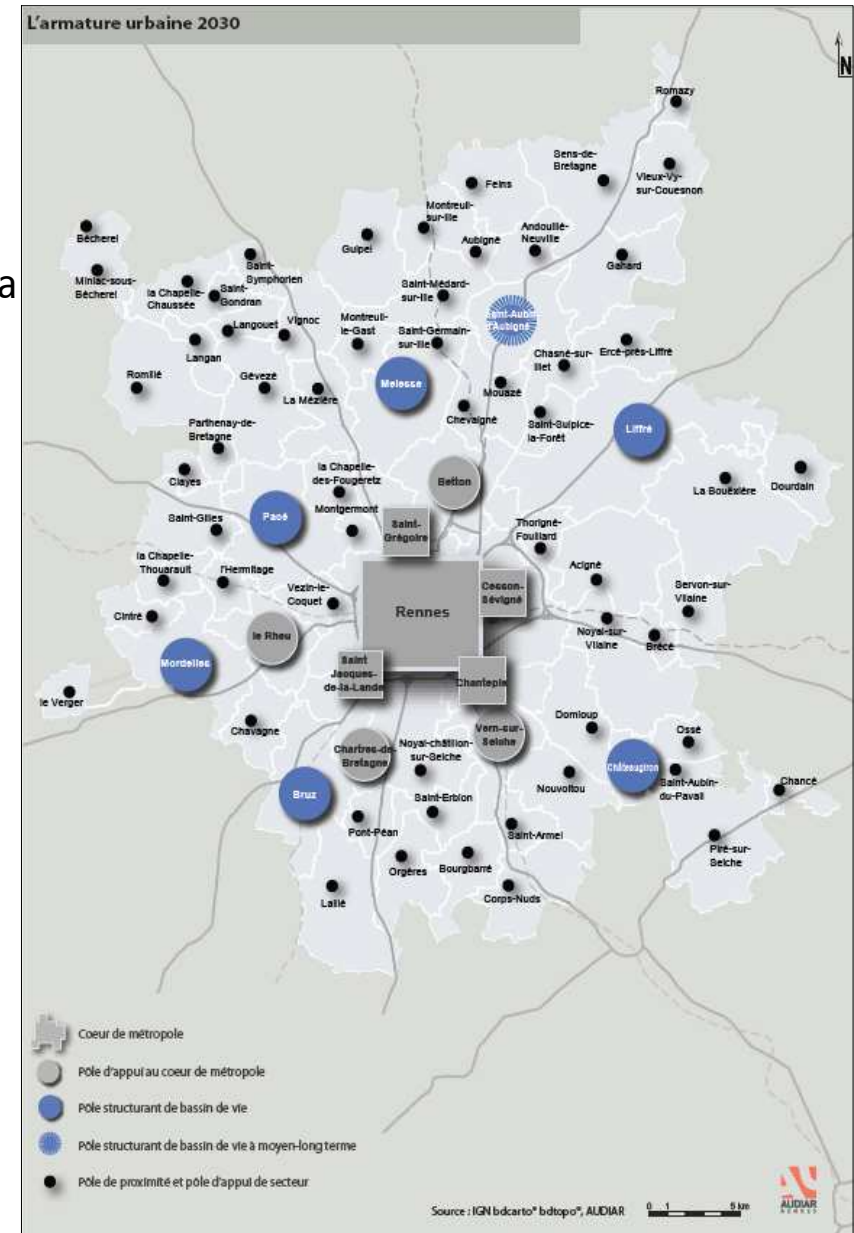 L'armature urbaine 2030
N
a
Romazy
Sens-de-
Bretagne
Vieux-Vy-
sur-Couesnon
Feins
Montreuil-
sur-Ille
Andouillé-
Neuville
Bécherel
Guipel
Aubigné
Gahard
Saint-
Symphorien
Miniac-sous-
Bécherel
la Chapelle-
Chaussée
Saint-
Gondran
Saint-Médard-
sur-Ille
Saint-Aubin
d'Aubigné
Langouet
Vignoc
Montreuil-
le-Gast
Saint-Germain-
sur-Ille
Langan
Chasné-sur-
Illet
Ercé-près-Liffré
Romillé
Gévezé
La Mézière
Melesse
Mouazé
Chevaigné
Saint-Sulpice-
la-Forêt
Liffré
Parthenay-de-
Bretagne
Clayes
la Chapelle-
des-Fougeretz
Betton
La Bouëxière
Dourdain
Montgermont
Pacé
Saint-Gilles
Saint-
Grégoire
Thorigné-
Fouillard
la Chapelle-
Thouarault
l'Hermitage
Vezin-le-
Coquet
Cesson-
Sévigné
Acigné
Servon-sur-
Vilaine
Rennes
Cintré
Noyal-sur-
Vilaine
Brécé
le Rheu
Mordelles
Saint
Jacques-
de-la-Lande
Chantepie
le Verger
Chavagne
Domloup
Vern-sur-
Seiche
Ossé
Chartres-de-
Bretagne
Noyal-châtillon-
sur-Seiche
Châteaugiron
Saint-Aubin-
du-Pavail
Chancé
Nouvoitou
Bruz
Saint-Erblon
Pont-Péan
Saint-Armel
Piré-sur-
Seiche
Orgères
Bourgbarré
Laillé
Corps-Nuds
Coeur de métropole
Pôle d'appui au coeur de métropole
Pôle structurant de bassin de vie
Pôle structurant de bassin de vie à moyen-long terme
Pôle de proximité et pôle d'appui de secteur
Source : IGN bdcarto® bdtopo®, AUDIAR
0 1 5 km
AUDIAR
RENNES